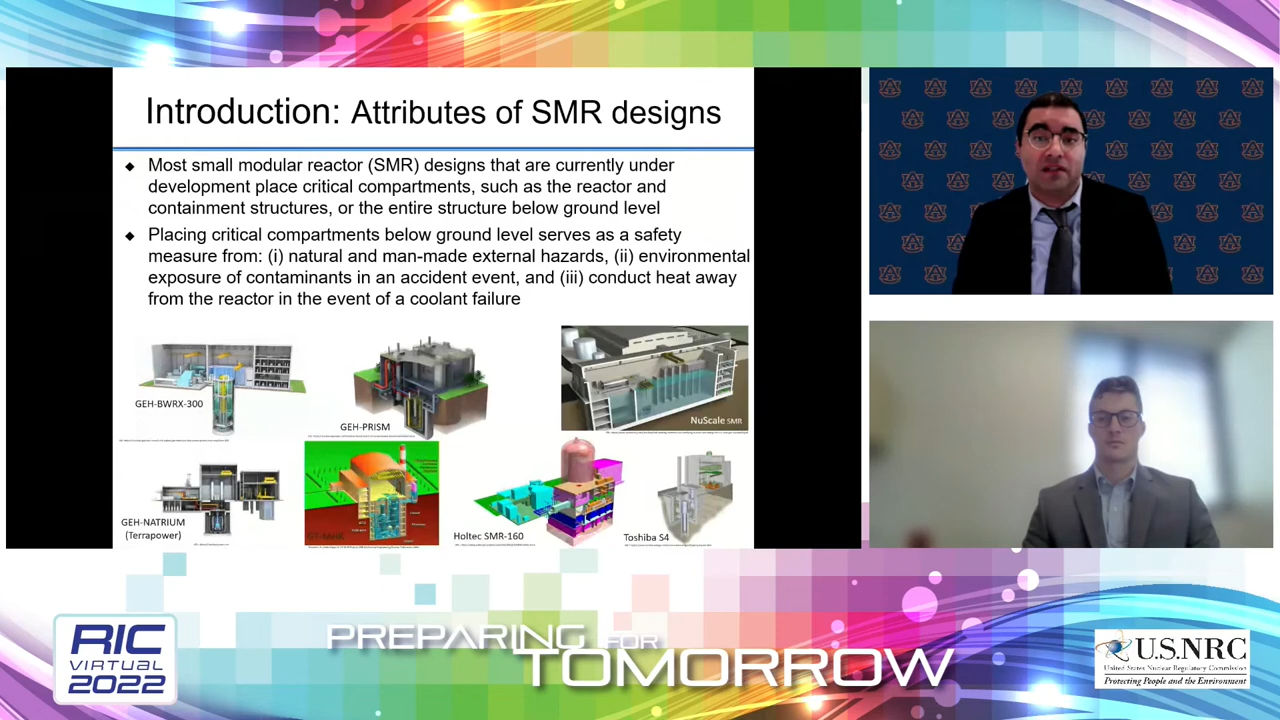 Introduction: Attributes of SMR designs
◆ Most small modular reactor (SMR) designs that are currently under
development place critical compartments, such as the reactor and
containment structures, or the entire structure below ground level
◆ Placing critical compartments below ground level serves as a safety
measure from: (i) natural and man-made external hazards, (ii) environmental
exposure of contaminants in an accident event, and (iii) conduct heat away
from the reactor in the event of a coolant failure
GEH-BWRX-300
GEH-PRISM
NuScale SMR
GEH-NATRIUM
(Terrapower)
Holtec SMR-160
Toshiba S4
RIC
VIRTUAL
2022
PREPARING FOR
TOMORROW
U.S.NRC
United States Nuclear Regulatory Commission
Protecting People and the Environment